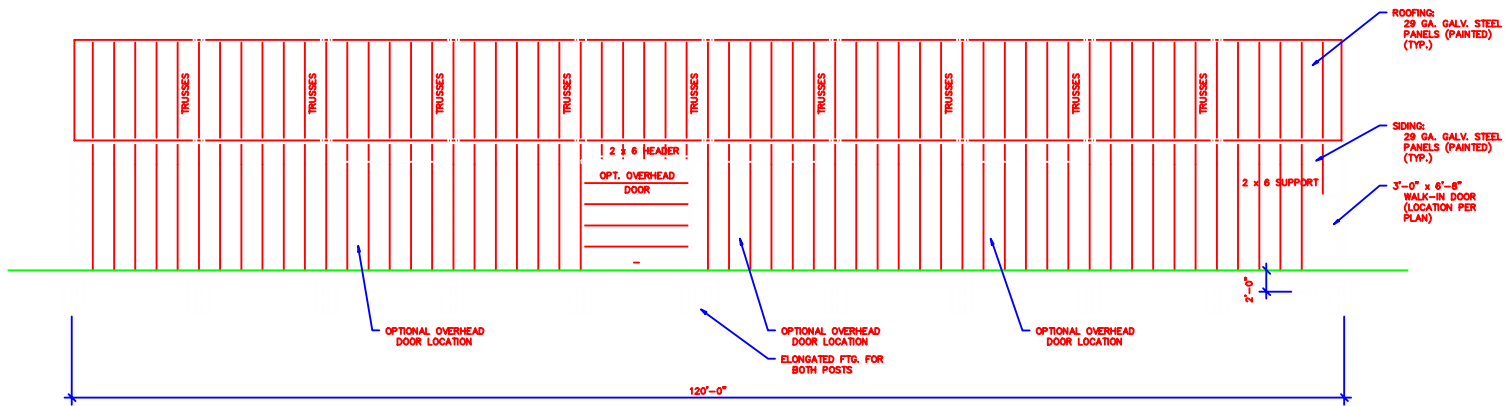 ROOFING:
29 GA. GALV. STEEL
PANELS (PAINTED)
(TYP.)
TRUSSES
TRUSSES
TRUSSES
TRUSSES
TRUSSES
TRUSSES
TRUSSES
TRUSSES
TRUSSES
SIDING:
29 GA. GALV. STEEL
PANELS (PAINTED)
(TYP.)
2 x 6 HEADER
OPT. OVERHEAD
DOOR
2 x 6 SUPPORT
3'-0" x 6'-8"
WALK-IN DOOR
(LOCATION PER
PLAN)
2'-0"
OPTIONAL OVERHEAD
DOOR LOCATION
OPTIONAL OVERHEAD
DOOR LOCATION
OPTIONAL OVERHEAD
DOOR LOCATION
ELONGATED FTG. FOR
BOTH POSTS
120'-0"